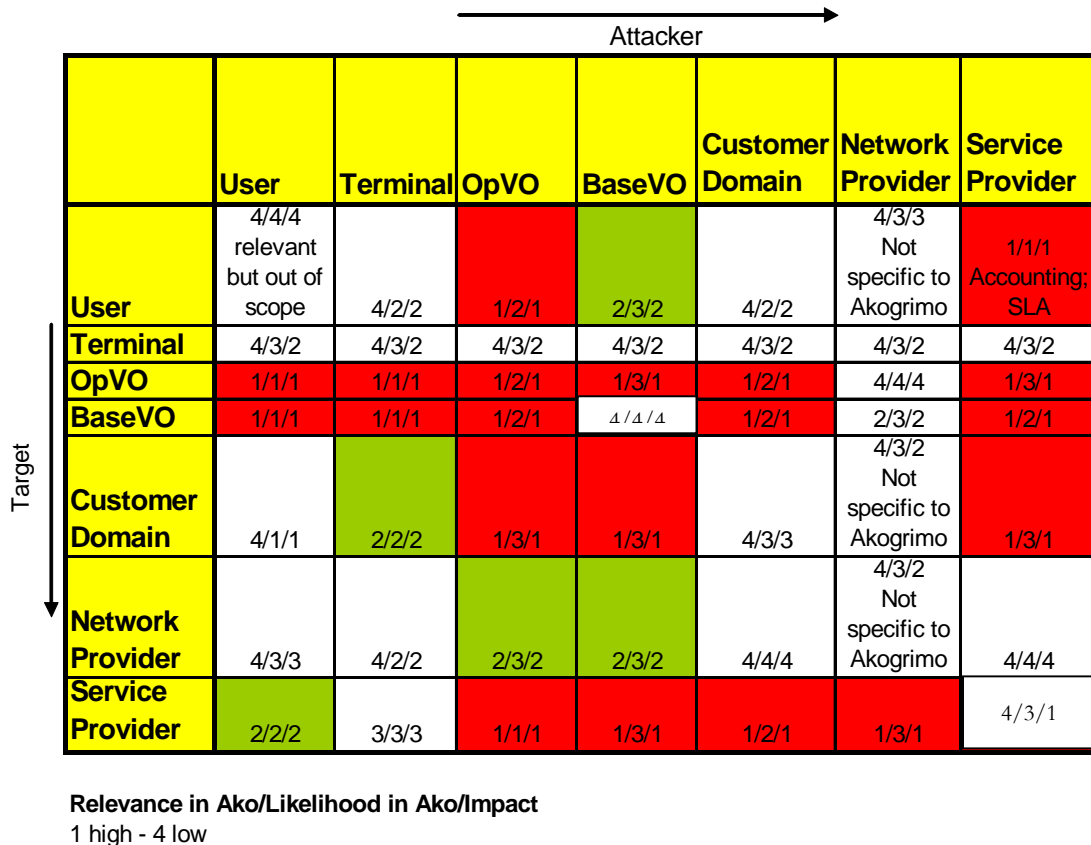 Attacker
User Terminal OpVO BaseVO Customer Domain Network Provider Service Provider
User
4/4/4
relevant
but out of
scope
4/2/2
1/2/1
2/3/2
4/2/2
4/3/3
Not
specific to
Akogrimo
1/1/1
Accounting;
SLA
Terminal 4/3/2 4/3/2 4/3/2 4/3/2 4/3/2 4/3/2 4/3/2
OpVO 1/1/1 1/1/1 1/2/1 1/3/1 1/2/1 4/4/4 1/3/1
BaseVO 1/1/1 1/1/1 1/2/1 4/4/4 1/2/1 2/3/2 1/2/1
Customer
Domain
4/1/1
2/2/2
1/3/1
1/3/1
4/3/3
4/3/2
Not
specific to
Akogrimo
1/3/1
Network
Provider
4/3/3
4/2/2
2/3/2
2/3/2
4/4/4
4/3/2
Not
specific to
Akogrimo
4/4/4
Service
Provider
2/2/2
3/3/3
1/1/1
1/3/1
1/2/1
1/3/1
4/3/1
Target
Relevance in Ako/Likelihood in Ako/Impact
1 high - 4 low